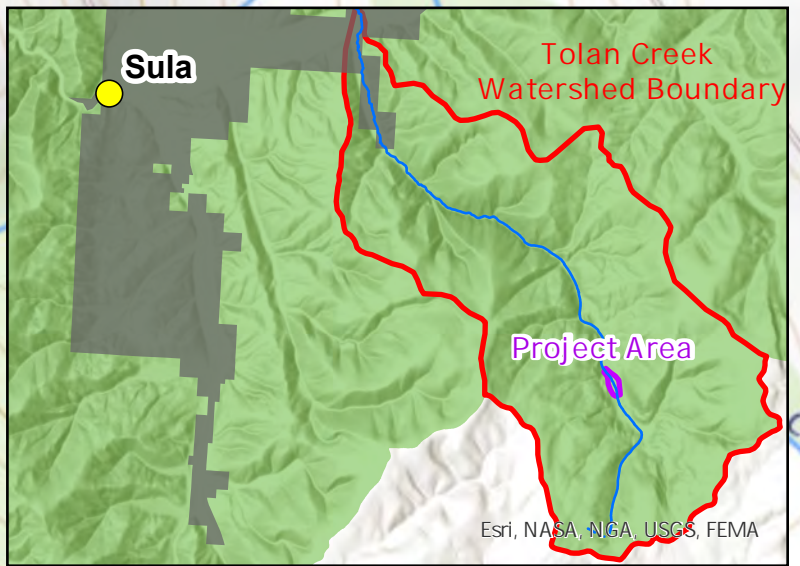 Sula
Tolan Creek
Watershed Boundary
Project Area
Esri, NASA, NGA, USGS, FEMA